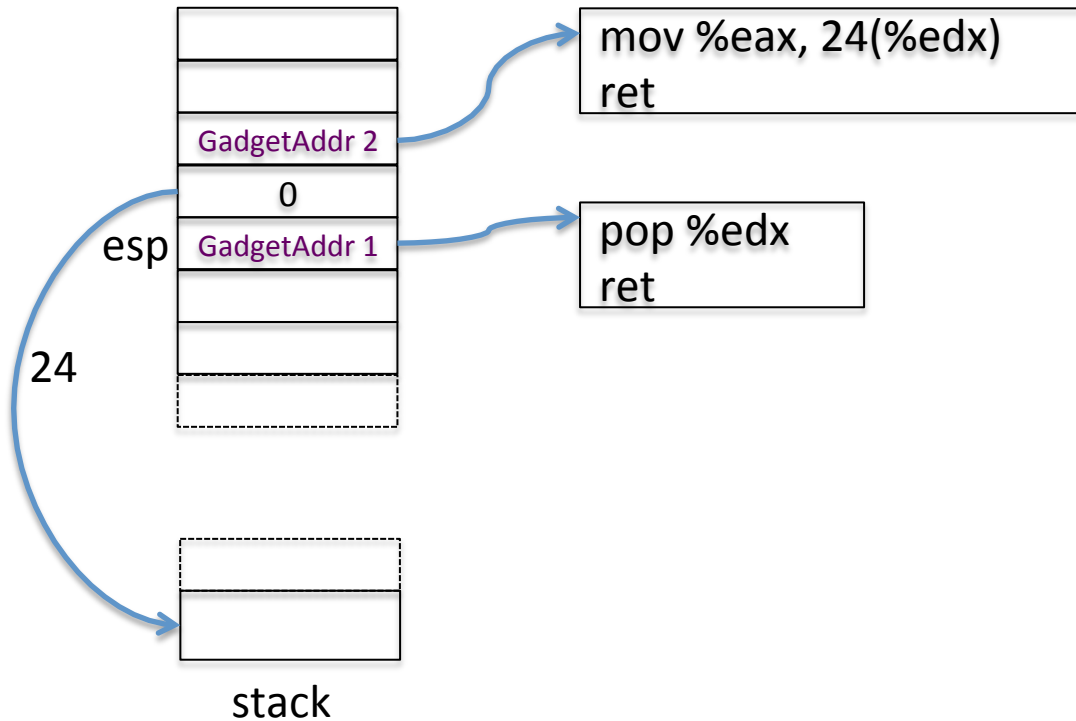 mov %eax, 24(%edx)
ret
GadgetAddr 2
0
esp
GadgetAddr 1
pop %edx
ret
24
stack